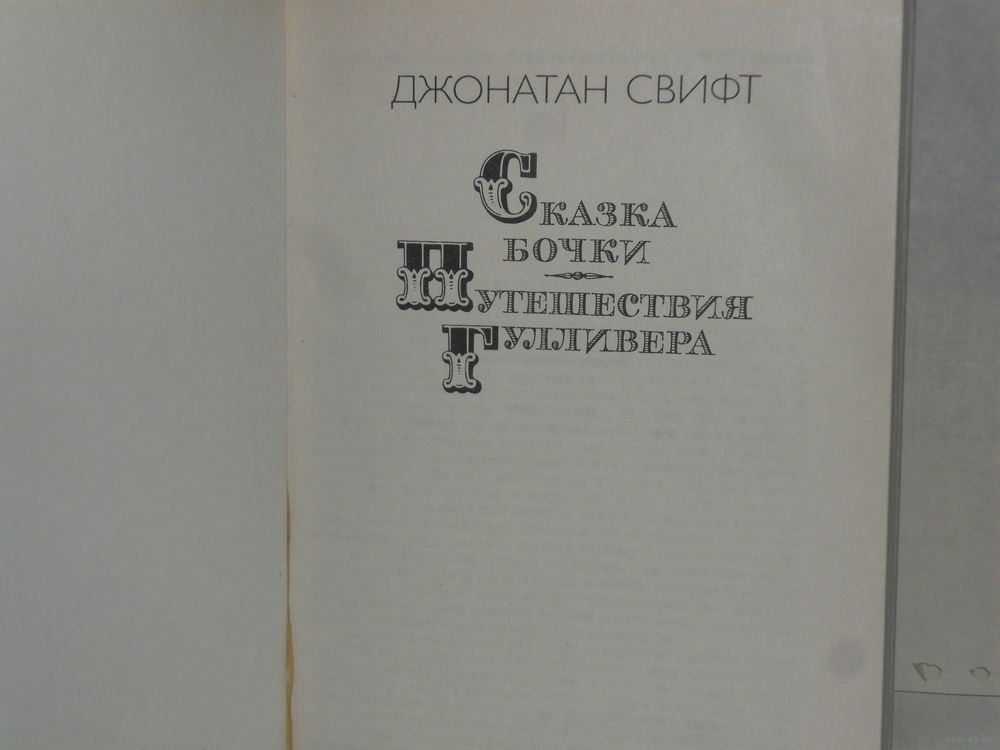 ДЖОНАТАН СВИФТ
СКАЗКА
БОЧКИ
ПУТЕШЕСТВИЯ
ГУЛЛИВЕРА